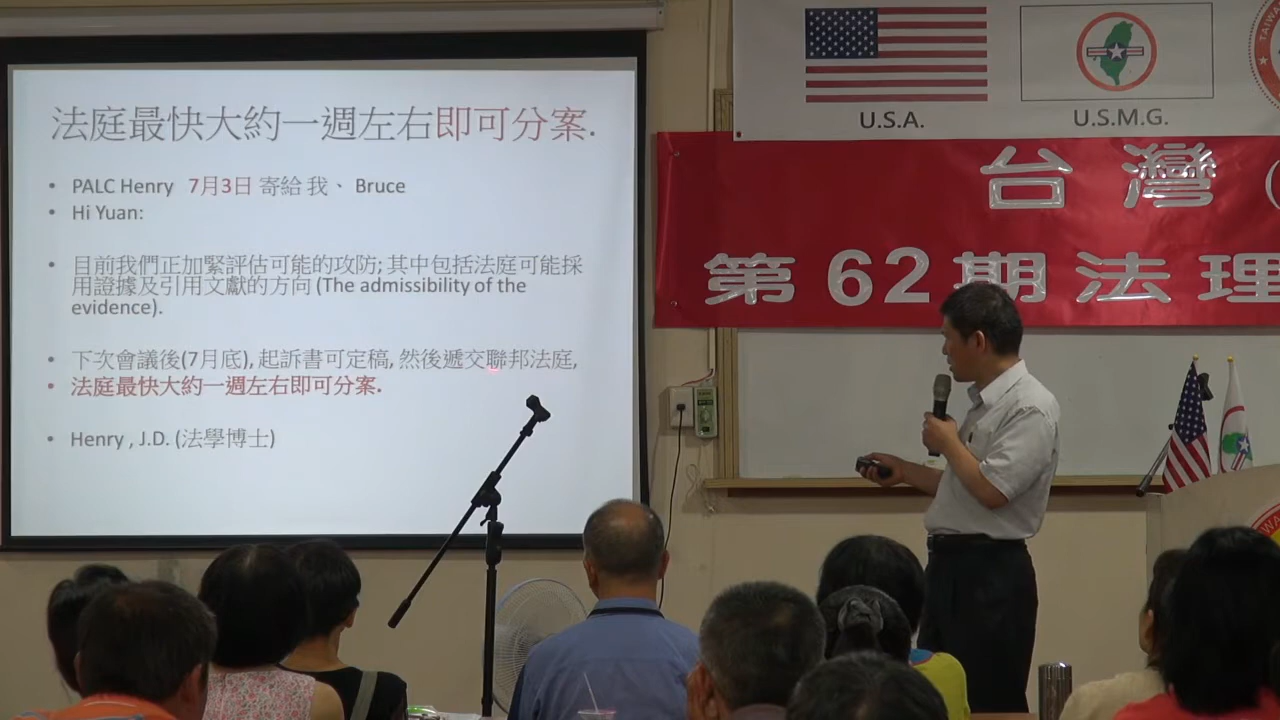 法庭最快大約一週左右即可分案.
• PALC Henry 7月3日 寄給 我、 Bruce
• Hi Yuan:
• 目前我們正加緊評估可能的攻防; 其中包括法庭可能採
用證據及引用文獻的方向 (The admissibility of the
evidence).
• 下次會議後(7月底), 起訴書可定稿, 然後遞交聯邦法庭,
• 法庭最快大約一週左右即可分案.
• Henry , J.D. (法學博士)
U.S.A.
U.S.M.G.
TAIWAN
台灣
第62期法理